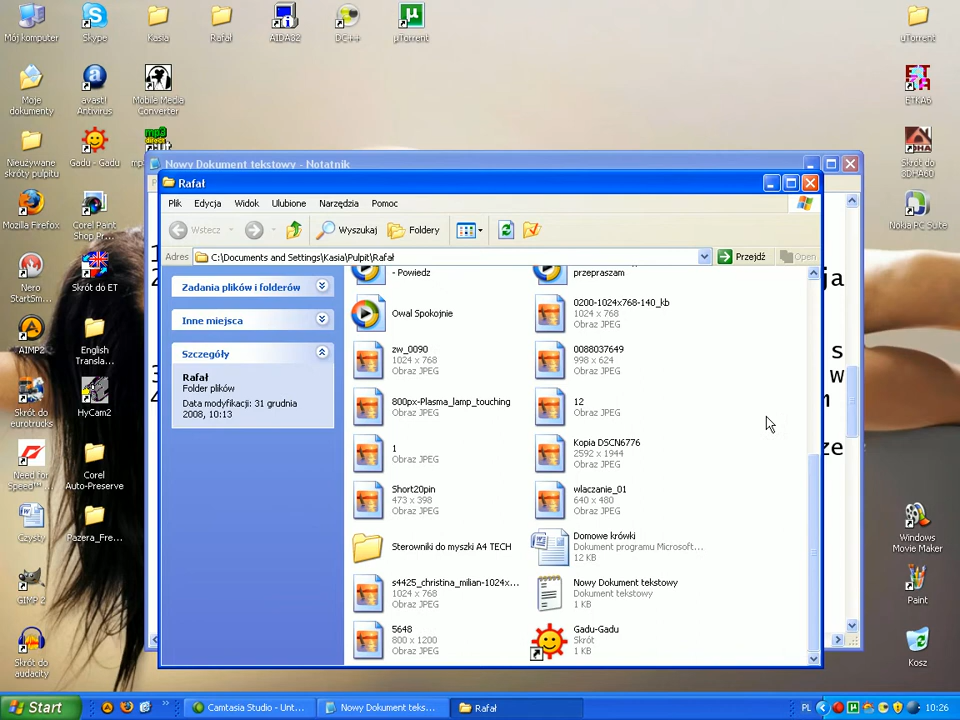 Mój komputer
Skype
Kasia
Rafał
AIDA32
DC++
µTorrent
uTorrent
Moje
dokumenty
avast!
Antivirus
Mobile Media
Converter
ETKA6
Nieużywane
skróty pulpitu
Gadu - Gadu
mp3
direct
Skrót do
3DHA60
Mozilla Firefox
Corel Paint
Shop Pr...
Nokia PC Suite
Nero
StartSm...
Skrót do ET
AIMP2
English
Transla...
Skrót do
eurotrucks
HyCam2
Need for
Speed™ ...
Corel
Auto-Preserve
Czysty
Pazera_Fre...
Windows
Movie Maker
GIMP 2
Paint
Skrót do
audacity
Kosz
Nowy Dokument tekstowy - Notatnik
Rafał
Plik Edycja Widok Ulubione Narzędzia Pomoc
Wstecz Wyszukaj Foldery
Adres C:\Documents and Settings\Kasia\Pulpit\Rafał Przejdź Open
Zadania plików i folderów
Inne miejsca
Szczegóły
Rafał
Folder plików
Data modyfikacji: 31 grudnia
2008, 10:13
- Powiedz
przepraszam
Owal Spokojnie
0200-1024x768-140_kb
1024 x 768
Obraz JPEG
zw_0090
1024 x 768
Obraz JPEG
0088037649
998 x 624
Obraz JPEG
800px-Plasma_lamp_touching
Obraz JPEG
12
Obraz JPEG
1
Obraz JPEG
Kopia DSCN6776
2592 x 1944
Obraz JPEG
Short20pin
473 x 398
Obraz JPEG
wlaczanie_01
640 x 480
Obraz JPEG
Sterowniki do myszki A4 TECH
Domowe krówki
Dokument programu Microsoft...
12 KB
s4425_christina_milian-1024x...
1024 x 768
Obraz JPEG
Nowy Dokument tekstowy
Dokument tekstowy
1 KB
5648
800 x 1200
Obraz JPEG
Gadu-Gadu
Skrót
1 KB
ja
s
w
ze
Start
Camtasia Studio - Unt...
Nowy Dokument teks...
Rafał
PL
10:26